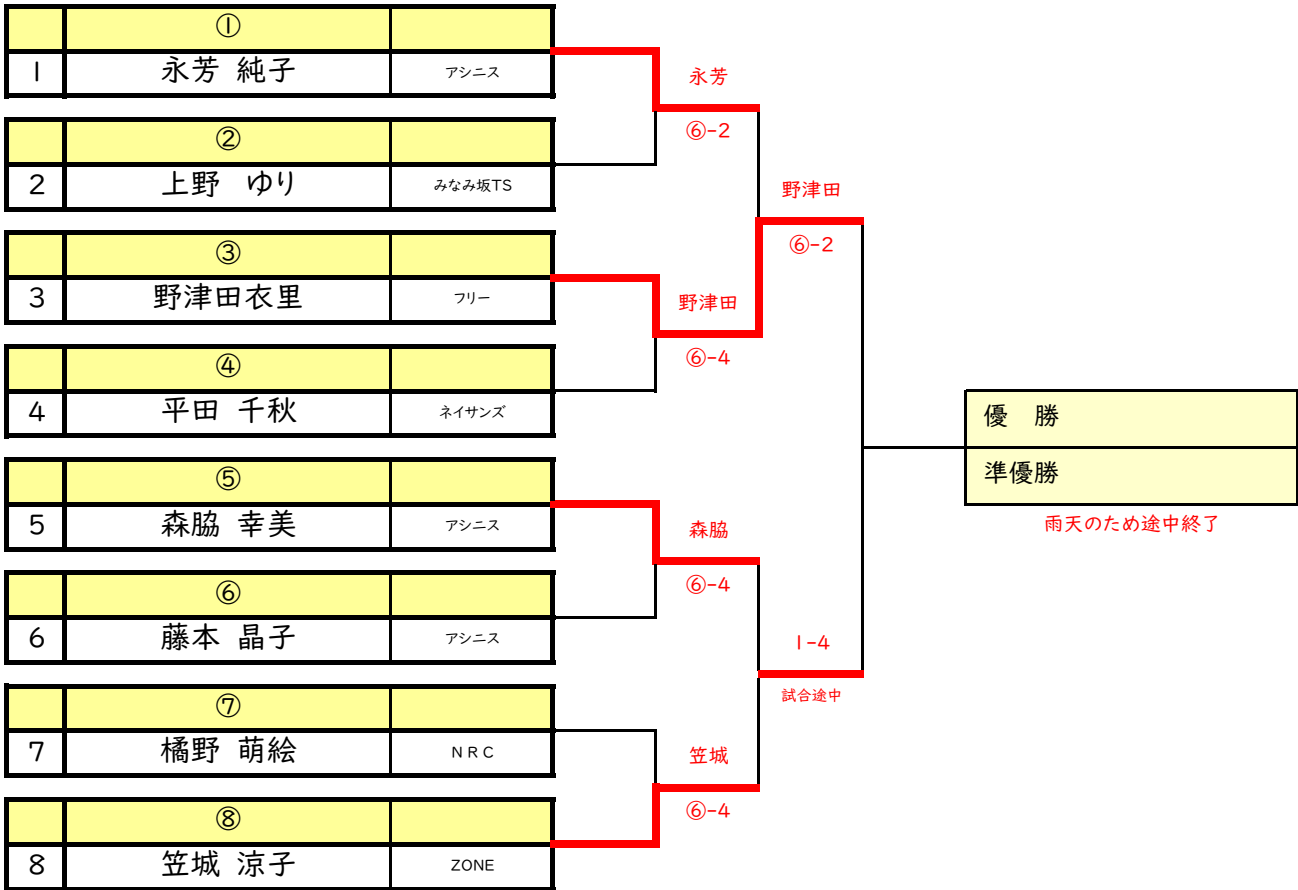 ①
1 永芳 純子 アシニス
②
2 上野 ゆり みなみ坂TS
③
3 野津田衣里 フリー
④
4 平田 千秋 ネイサンズ
⑤
5 森脇 幸美 アシニス
⑥
6 藤本 晶子 アシニス
⑦
7 橘野 萌絵 NRC
⑧
8 笠城 涼子 ZONE
永芳
⑥-2
野津田
⑥-4
森脇
⑥-4
笠城
⑥-4
野津田
⑥-2
1-4
試合途中
優 勝
準優勝
雨天のため途中終了